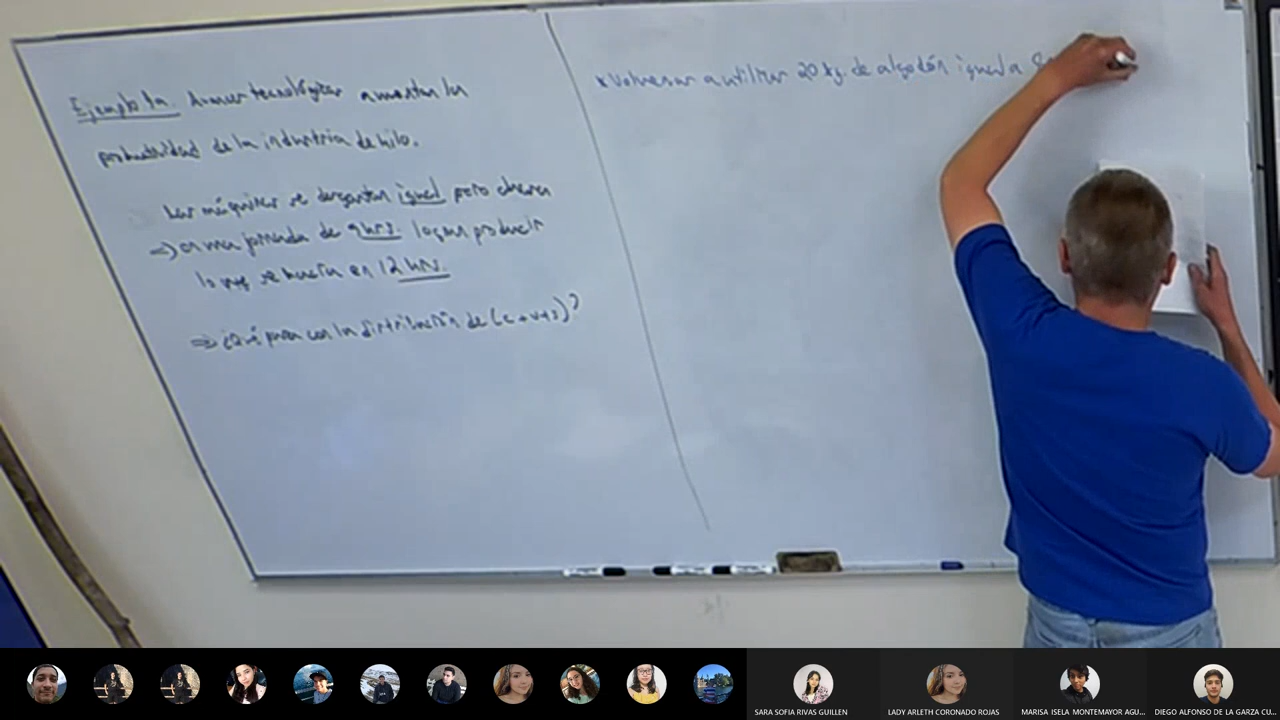 Ejemplo 1a. Avances tecnológicos aumentan la
productividad de la industria de hilo.
Las máquinas se desgastan igual pero ahora
=> en una jornada de 9hrs. logran producir
lo que se hacía en 12 hrs.
=> ¿Qué pasa con la distribución de (c+v+s)?
* Volvemos a utilizar 20 kg. de algodón igual a
SARA SOFIA RIVAS GUILLEN
LADY ARLETH CORONADO ROJAS
MARISA ISELA MONTEMAYOR AGU...
DIEGO ALFONSO DE LA GARZA CU...